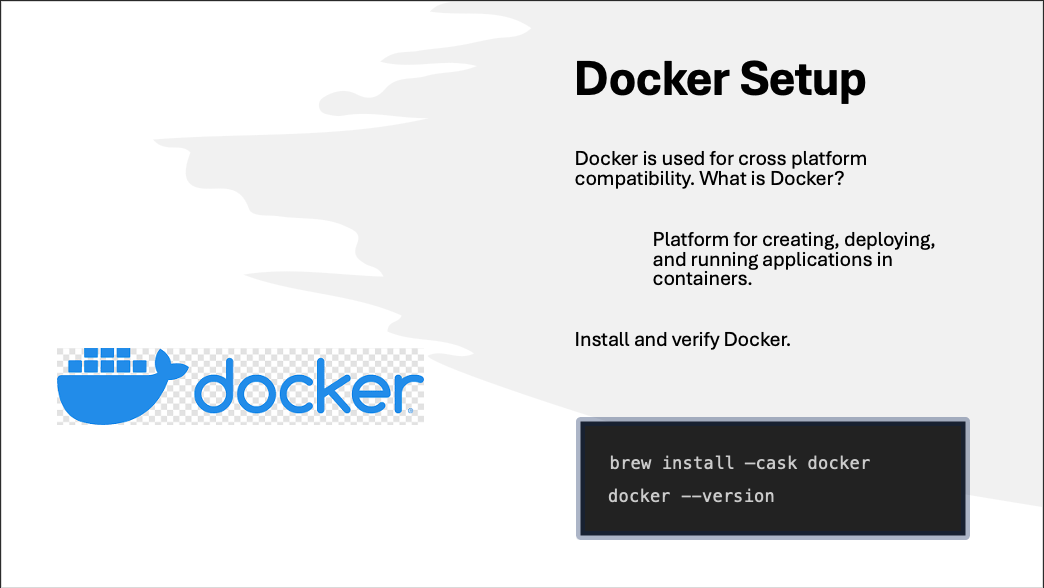 Docker Setup
Docker is used for cross platform
compatibility. What is Docker?
Platform for creating, deploying,
and running applications in
containers.
Install and verify Docker.
docker®
brew install —cask docker
docker --version